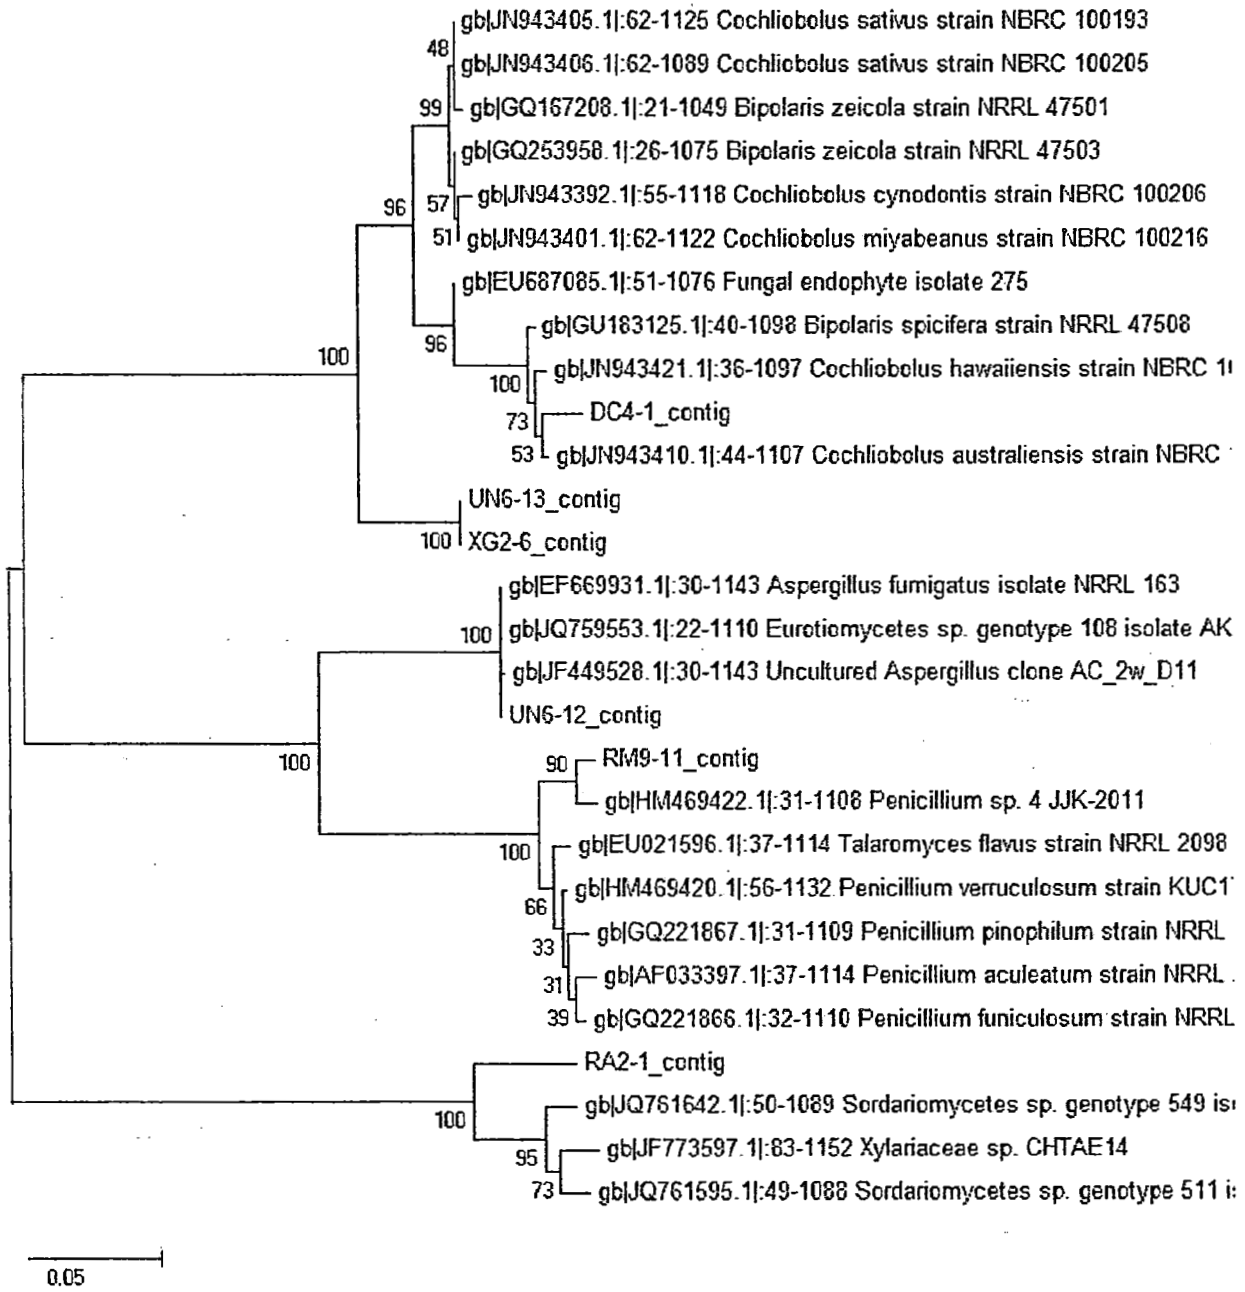 gb|JN943405.1|:62-1125 Cochliobolus sativus strain NBRC 100193
48
gb|JN943406.1|:62-1089 Cochliobolus sativus strain NBRC 100205
99
gb|GQ167208.1|:21-1049 Bipolaris zeicola strain NRRL 47501
gb|GQ253958.1|:26-1075 Bipolaris zeicola strain NRRL 47503
96
57
gb|JN943392.1|:55-1118 Cochliobolus cynodontis strain NBRC 100206
51
gb|JN943401.1|:62-1122 Cochliobolus miyabeanus strain NBRC 100216
gb|EU687085.1|:51-1076 Fungal endophyte isolate 275
gb|GU183125.1|:40-1098 Bipolaris spicifera strain NRRL 47508
96
100
gb|JN943421.1|:36-1097 Cochliobolus hawaiiensis strain NBRC
100
DC4-1_contig
73
53
gb|JN943410.1|:44-1107 Cochliobolus australiensis strain NBRC
UN6-13_contig
100
XG2-6_contig
gb|EF669931.1|:30-1143 Aspergillus fumigatus isolate NRRL 163
100
gb|JQ759553.1|:22-1110 Eurotiomycetes sp. genotype 108 isolate AK
gb|JF449528.1|:30-1143 Uncultured Aspergillus clone AC_2w_D11
UN6-12_contig
100
90
RM9-11_contig
gb|HM469422.1|:31-1108 Penicillium sp. 4 JJK-2011
100
gb|EU021596.1|:37-1114 Talaromyces flavus strain NRRL 2098
gb|HM469420.1|:56-1132 Penicillium verruculosum strain KUC1
66
gb|GQ221867.1|:31-1109 Penicillium pinophilum strain NRRL
33
gb|AF033397.1|:37-1114 Penicillium aculeatum strain NRRL
31
39
gb|GQ221866.1|:32-1110 Penicillium funiculosum strain NRRL
RA2-1_contig
100
gb|JQ761642.1|:50-1089 Sordariomycetes sp. genotype 549
95
gb|JF773597.1|:83-1152 Xylariaceae sp. CHTAE14
73
gb|JQ761595.1|:49-1088 Sordariomycetes sp. genotype 511
0.05